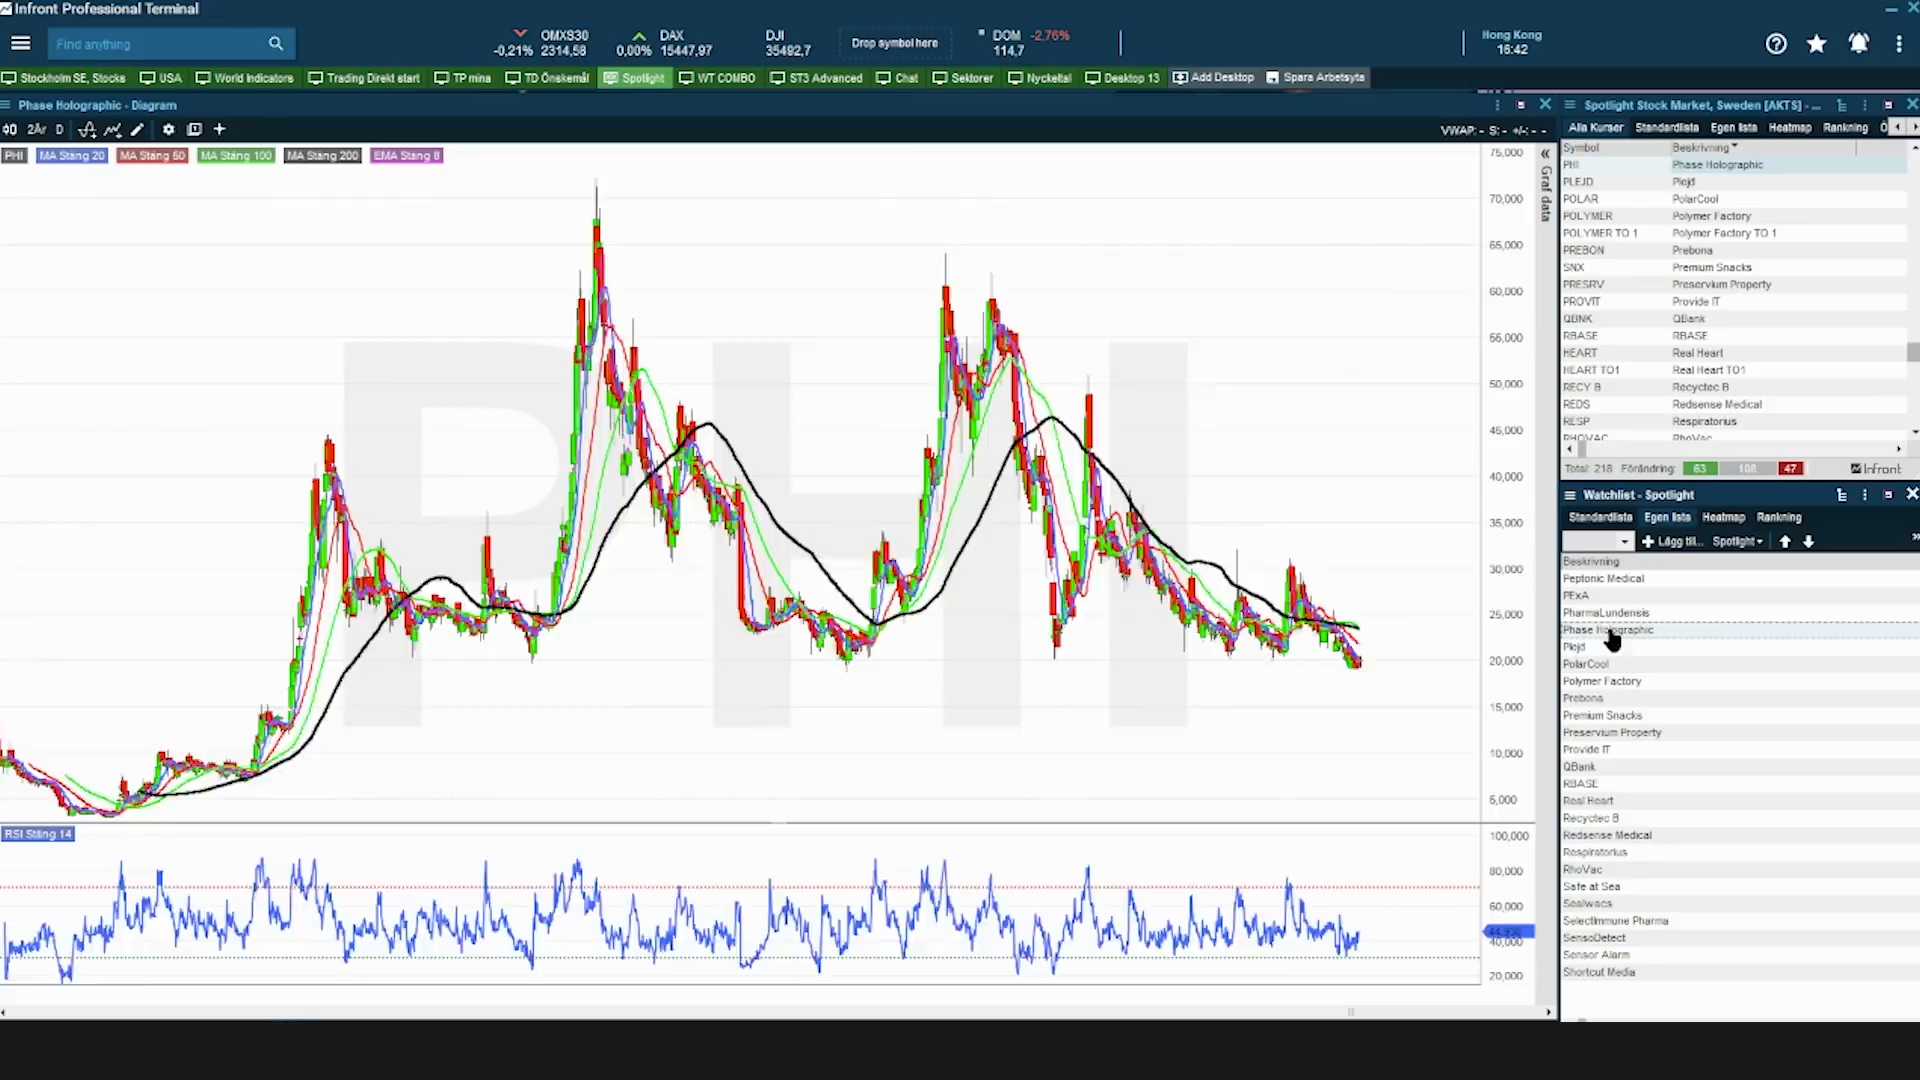 Infront Professional Terminal
Find anything
-0,21% OMXS30 2314,58
0,00% DAX 15447,97
DJI 35492,7
Drop symbol here
DOM -2,76% 114,7
Hong Kong
16:42
Stockholm SE, Stocks USA World Indicators Trading Direkt start TP mina TD Önskemål Spotlight WT COMBO ST3 Advanced Chat Sektorer Nyckeltal Desktop 13 Add Desktop Spara Arbetsyta
Phase Holographic - Diagram
2År D
VWAP: - S: - +/-: - -
PHI MA Stäng 20 MA Stäng 50 MA Stäng 100 MA Stäng 200 EMA Stäng 8
PHI
75,000
70,000
65,000
60,000
55,000
50,000
45,000
40,000
35,000
30,000
25,000
20,000
15,000
10,000
5,000
Graf data
RSI Stäng 14
100,000
80,000
60,000
40,000
20,000
Spotlight Stock Market, Sweden [AKTS] - ...
Alla Kurser Standardlista Egen lista Heatmap Rankning
Symbol Beskrivning
PHI Phase Holographic
PLEJD Plejd
POLAR PolarCool
POLYMER Polymer Factory
POLYMER TO 1 Polymer Factory TO 1
PREBON Prebona
SNX Premium Snacks
PRESRV Preservium Property
PROVIT Provide IT
QBNK QBank
RBASE RBASE
HEART Real Heart
HEART TO1 Real Heart TO1
RECY B Recyctec B
REDS Redsense Medical
RESP Respiratorius
RHOVAC RhoVac
Total: 218 Förändring: 63 108 47 Infront
Watchlist - Spotlight
Standardlista Egen lista Heatmap Rankning
Lägg till... Spotlight
Beskrivning
Peptonic Medical
PExA
PharmaLundensis
Phase Holographic
Plejd
PolarCool
Polymer Factory
Prebona
Premium Snacks
Preservium Property
Provide IT
QBank
RBASE
Real Heart
Recyctec B
Redsense Medical
Respiratorius
RhoVac
Safe at Sea
Sealwacs
SelectImmune Pharma
SensoDetect
Sensor Alarm
Shortcut Media